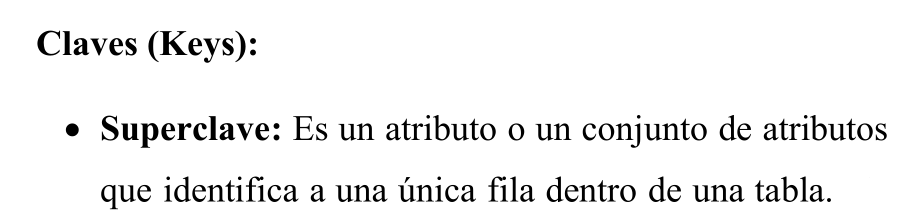 Claves (Keys):
• Superclave: Es un atributo o un conjunto de atributos
que identifica a una única fila dentro de una tabla.